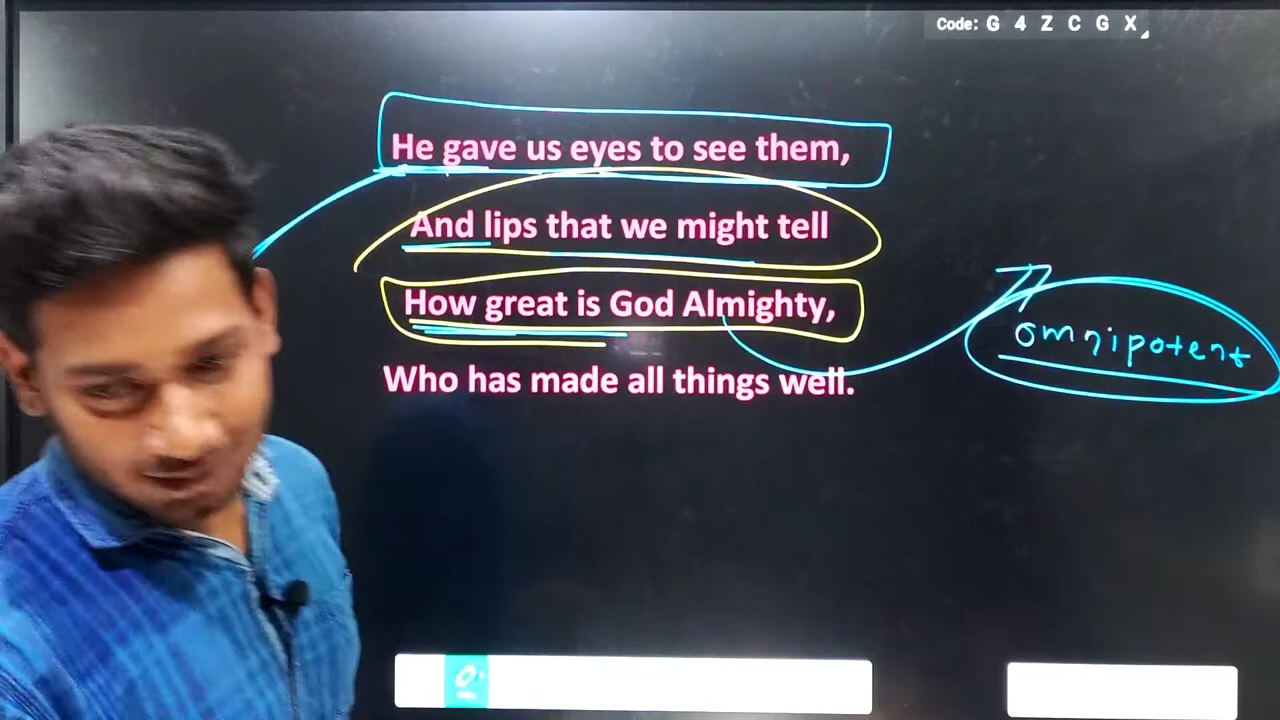 Code: G 4 Z C G X
He gave us eyes to see them,
And lips that we might tell
How great is God Almighty,
omnipotent
Who has made all things well.